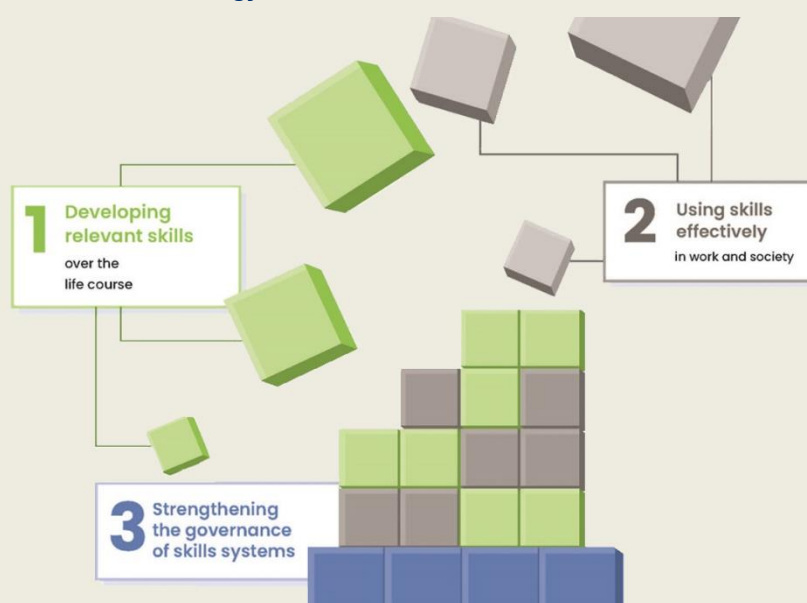 1
Developing
relevant skills
over the
life course
2
Using skills
effectively
in work and society
3
Strengthening
the governance
of skills systems